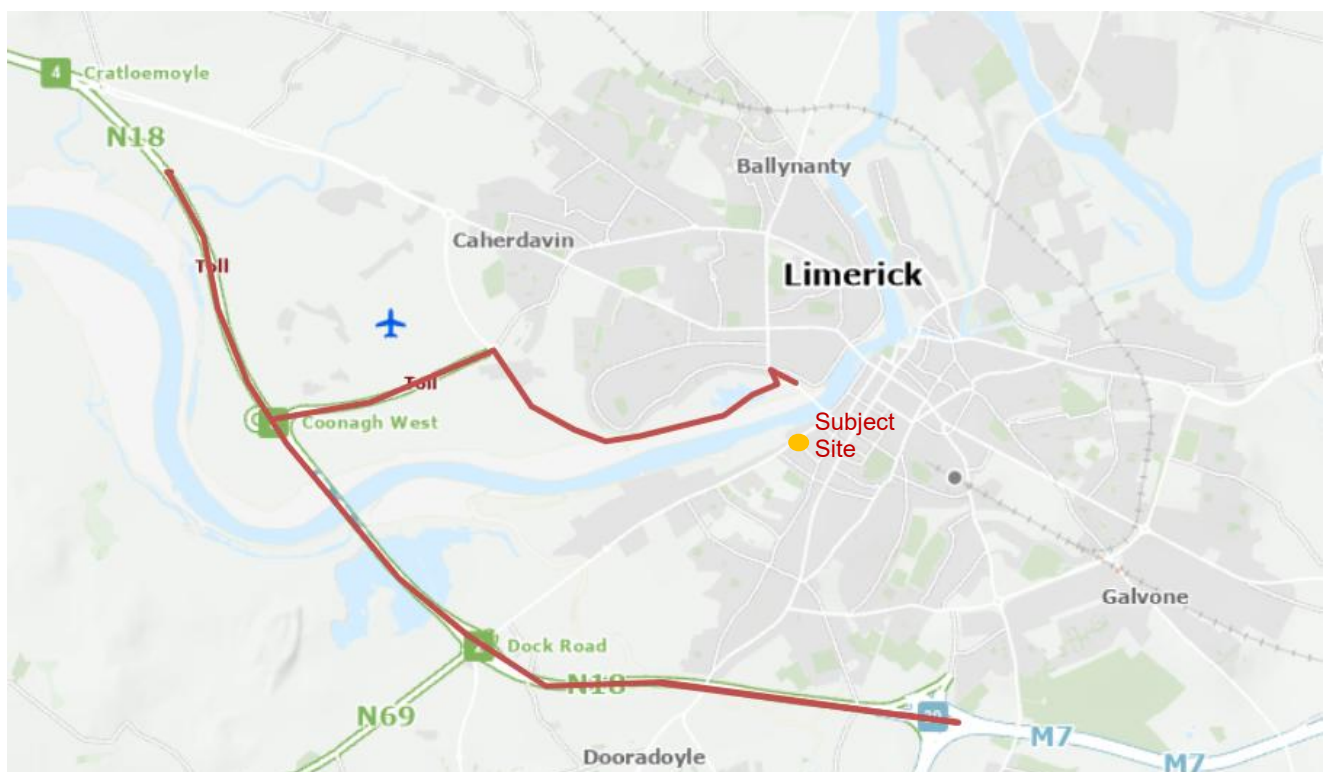 4 Cratloemoyle
N18
Ballynanty
Caherdavin
Toll
Limerick
Toll
Coonagh West
Subject
Site
Galvone
Dock Road
N18
N69
M7
Dooradoyle
M7